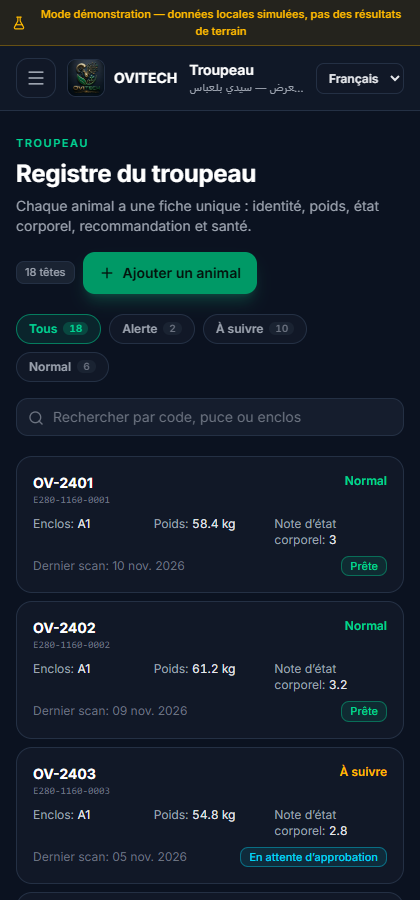 Mode démonstration — données locales simulées, pas des résultats
de terrain
OVITECH
Troupeau
...عرض — سيدي بلعباس
Français
TROUPEAU
Registre du troupeau
Chaque animal a une fiche unique : identité, poids, état
corporel, recommandation et santé.
18 têtes
+ Ajouter un animal
Tous 18
Alerte 2
À suivre 10
Normal 6
Rechercher par code, puce ou enclos
OV-2401
Normal
E280-1160-0001
Enclos: A1
Poids: 58.4 kg
Note d’état
corporel: 3
Dernier scan: 10 nov. 2026
Prête
OV-2402
Normal
E280-1160-0002
Enclos: A1
Poids: 61.2 kg
Note d’état
corporel: 3.2
Dernier scan: 09 nov. 2026
Prête
OV-2403
À suivre
E280-1160-0003
Enclos: A1
Poids: 54.8 kg
Note d’état
corporel: 2.8
Dernier scan: 05 nov. 2026
En attente d’approbation